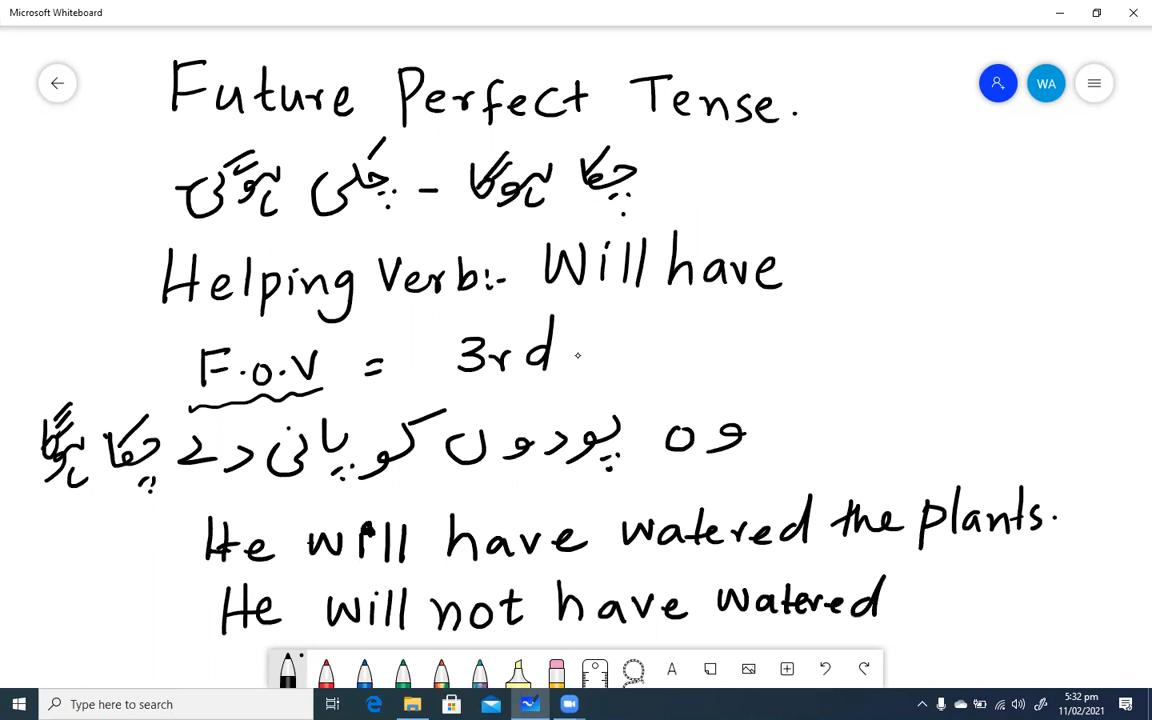 Microsoft Whiteboard
WA
Future Perfect Tense.
چکا ہوگا - چکی ہوگی
Helping Verb:- Will have
F.O.V = 3rd
وہ پودوں کو پانی دے چکا ہوگا
He will have watered the plants.
He will not have watered
Type here to search
5:32 pm
11/02/2021